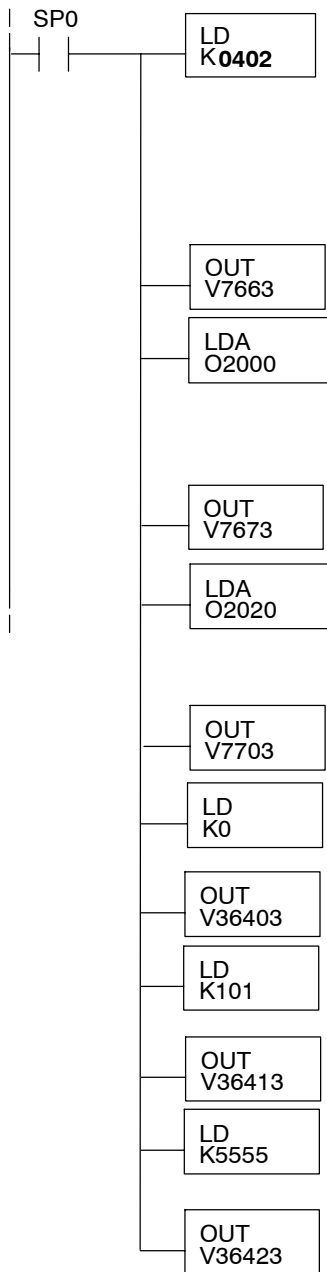 SP0
LD
K0402
OUT
V7663
LDA
O2000
OUT
V7673
LDA
O2020
OUT
V7703
LD
K0
OUT
V36403
LD
K101
OUT
V36413
LD
K5555
OUT
V36423